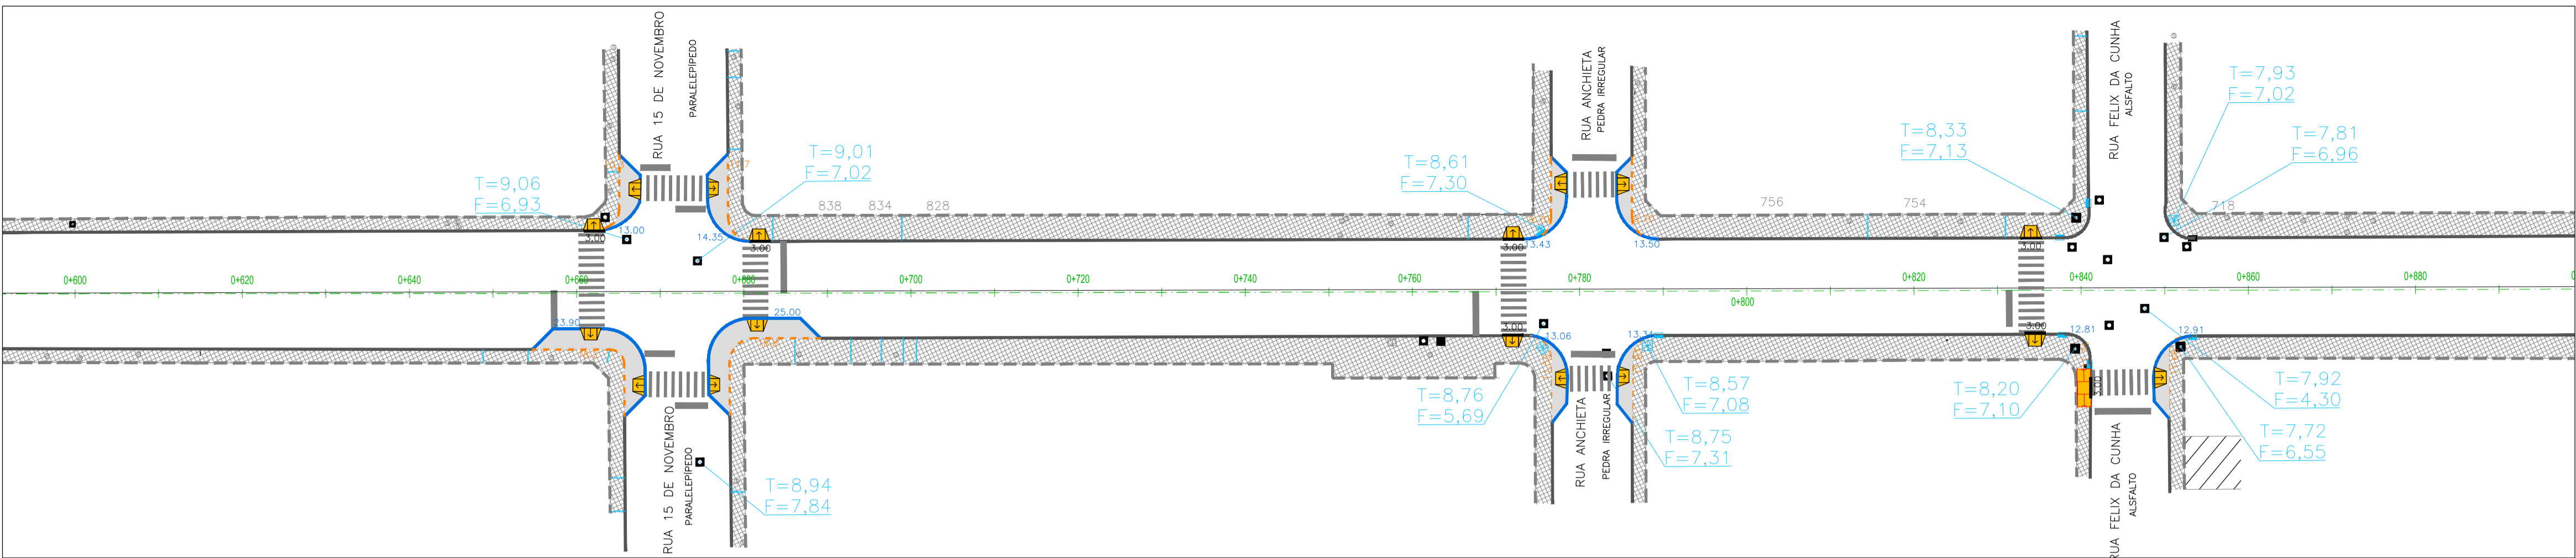 RUA 15 DE NOVEMBRO
PARALELEPÍPEDO
RUA ANCHIETA
PEDRA IRREGULAR
RUA FELIX DA CUNHA
ALSFALTO
T=7,93
F=7,02
T=7,81
F=6,96
T=8,33
F=7,13
T=9,01
F=7,02
T=8,61
F=7,30
T=9,06
F=6,93
838
834
828
756
754
718
13.00
3.00
14.35
3.00
3.00
13.43
13.50
3.00
0+600
0+640
0+660
0+680
0+700
0+720
0+740
0+760
0+780
0+800
0+820
0+840
0+860
0+880
23.90
25.00
3.00
13.06
13.34
3.00
12.81
12.91
3.00
T=8,76
F=5,69
T=8,57
F=7,08
T=8,75
F=7,31
T=8,20
F=7,10
T=7,92
F=4,30
T=7,72
F=6,55
T=8,94
F=7,84
RUA 15 DE NOVEMBRO
PARALELEPÍPEDO
RUA ANCHIETA
PEDRA IRREGULAR
RUA FELIX DA CUNHA
ALSFALTO